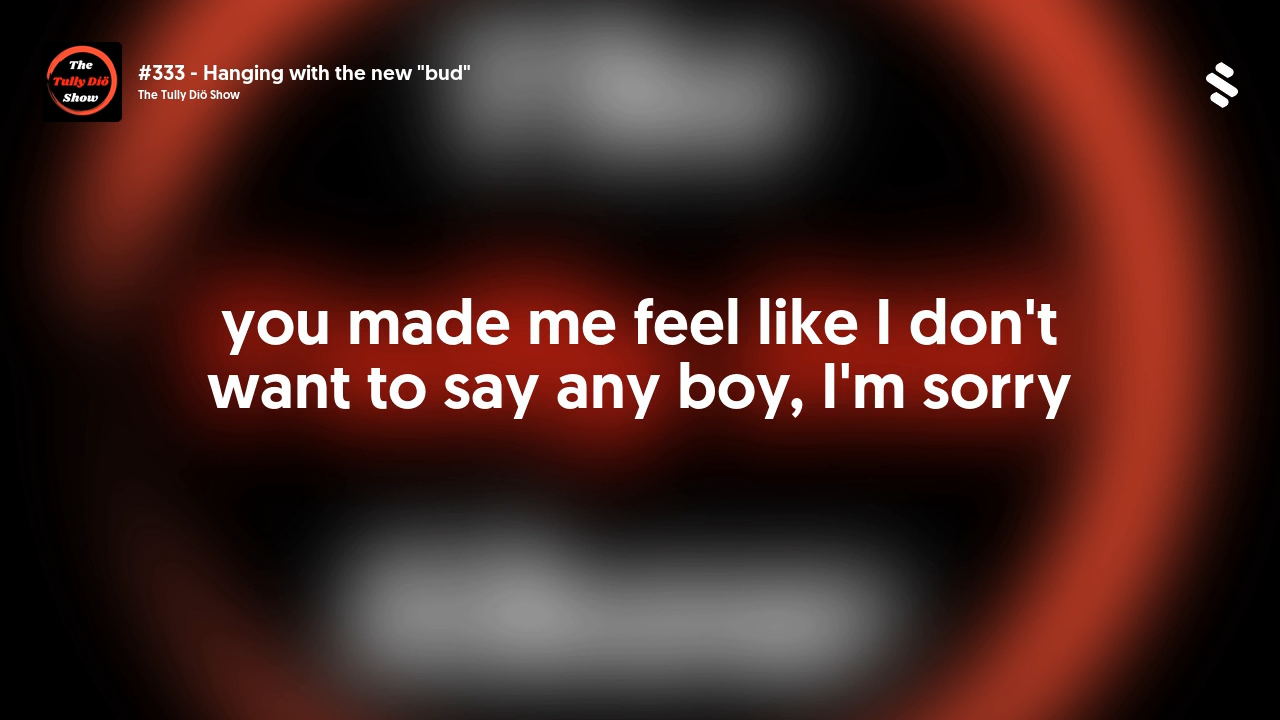 The
Tully Diö
Show
#333 - Hanging with the new "bud"
The Tully Diö Show
you made me feel like I don't
want to say any boy, I'm sorry